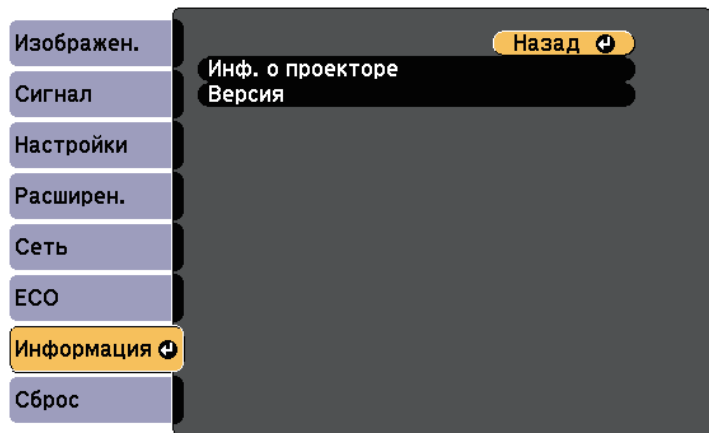 Изображен.
Сигнал
Настройки
Расширен.
Сеть
ECO
Информация
Сброс
Назад
Инф. о проекторе
Версия